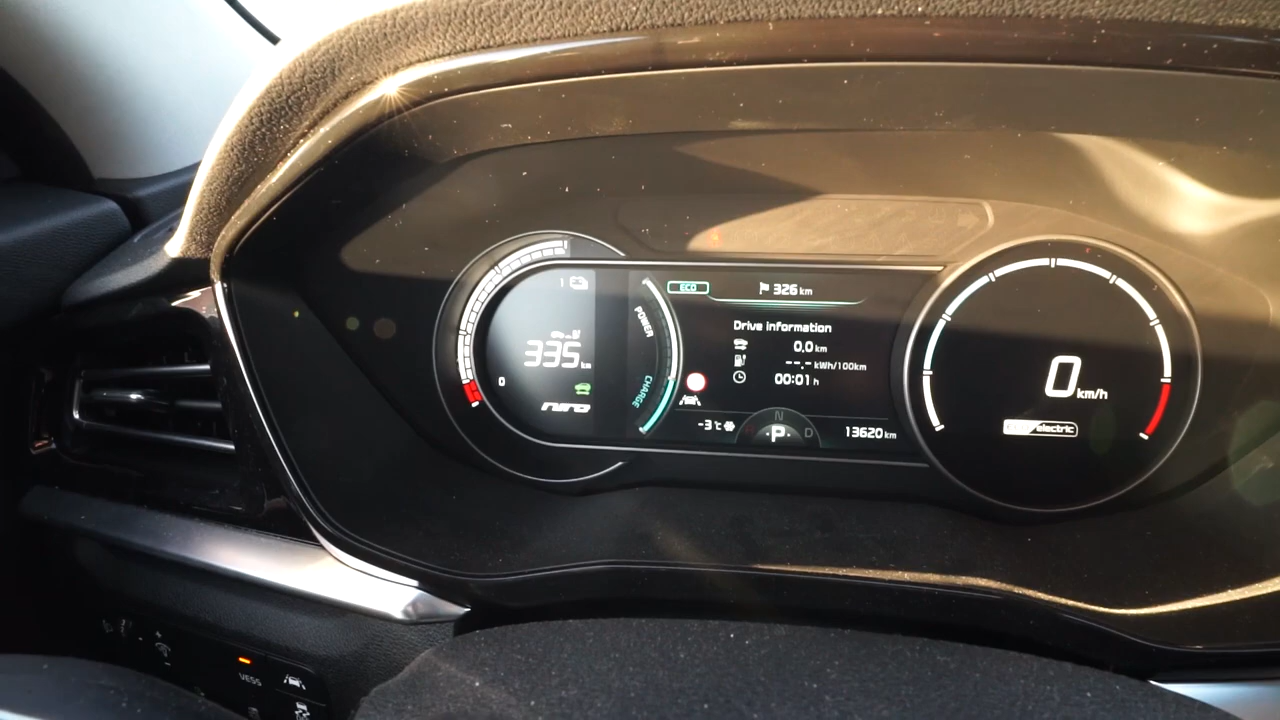 1
335 km
0
niro
POWER
CHARGE
ECO
326 km
Drive information
0,0 km
--.- kWh/100km
00:01 h
-3 °C
N
P
D
13620 km
0 km/h
electric
VESS